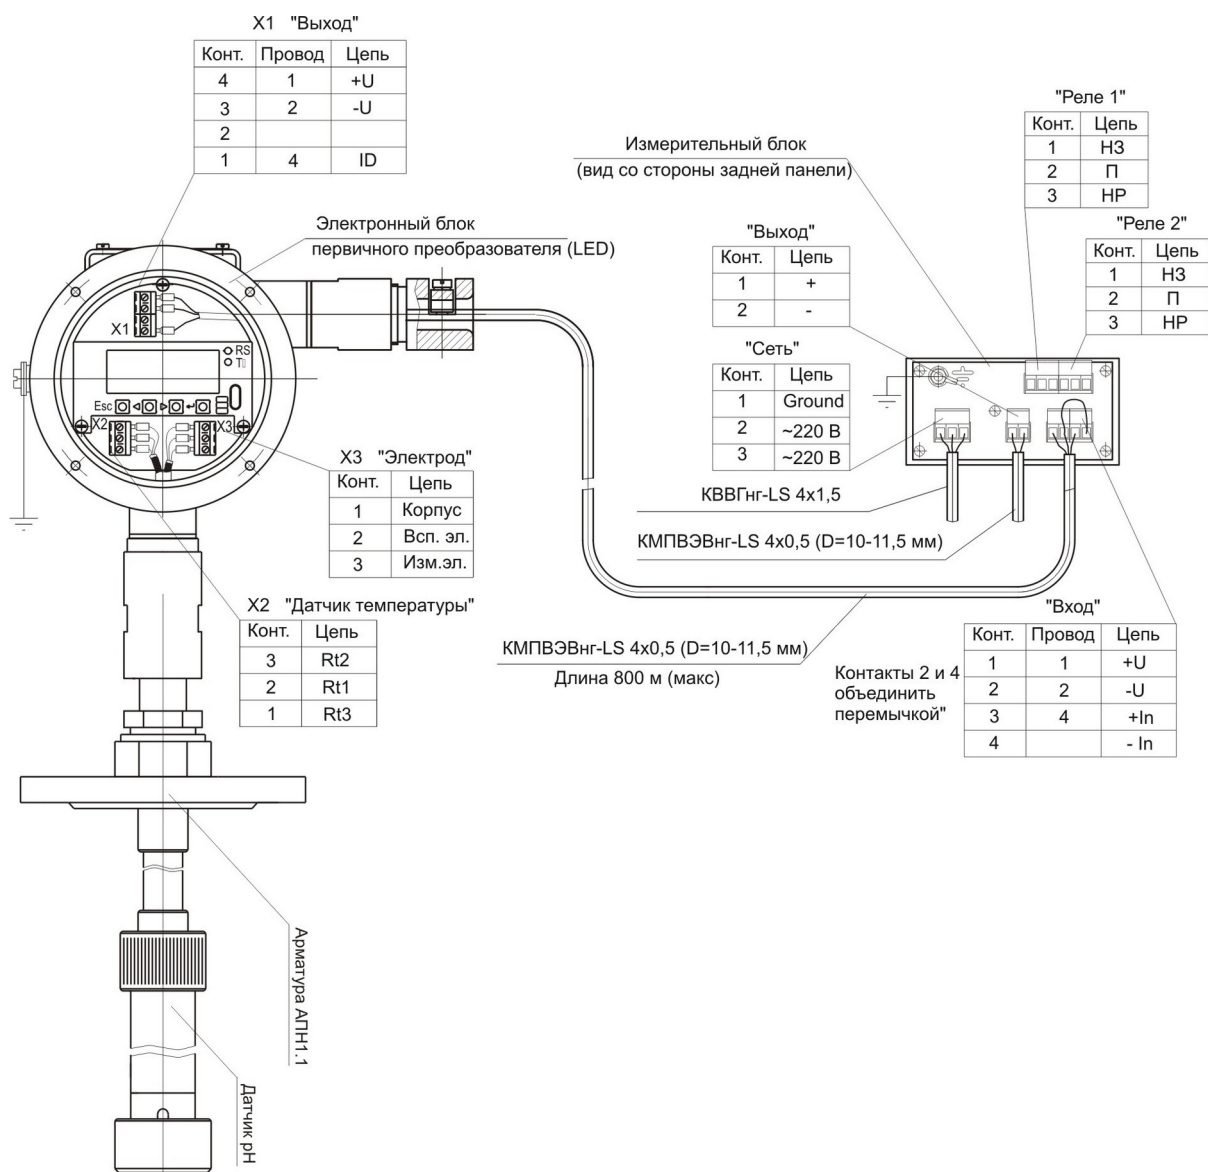 X1 "Выход"
Конт. Провод Цепь
4 1 +U
3 2 -U
2
1 4 ID
"Реле 1"
Конт. Цепь
1 НЗ
2 П
3 НР
Измерительный блок
(вид со стороны задней панели)
"Реле 2"
Конт. Цепь
1 НЗ
2 П
3 НР
Электронный блок
первичного преобразователя (LED)
"Выход"
Конт. Цепь
1 +
2 -
"Сеть"
Конт. Цепь
1 Ground
2 ~220 В
3 ~220 В
X1
RS
Esc
X2
X3
X3 "Электрод"
Конт. Цепь
1 Корпус
2 Всп. эл.
3 Изм.эл.
КВВГнг-LS 4x1,5
КМПВЭВнг-LS 4x0,5 (D=10-11,5 мм)
X2 "Датчик температуры"
Конт. Цепь
3 Rt2
2 Rt1
1 Rt3
КМПВЭВнг-LS 4x0,5 (D=10-11,5 мм)
Длина 800 м (макс)
"Вход"
Конт. Провод Цепь
1 1 +U
2 2 -U
3 4 +In
4 - In
Контакты 2 и 4
объединить
перемычкой"
Арматура АПН1.1
Датчик pH